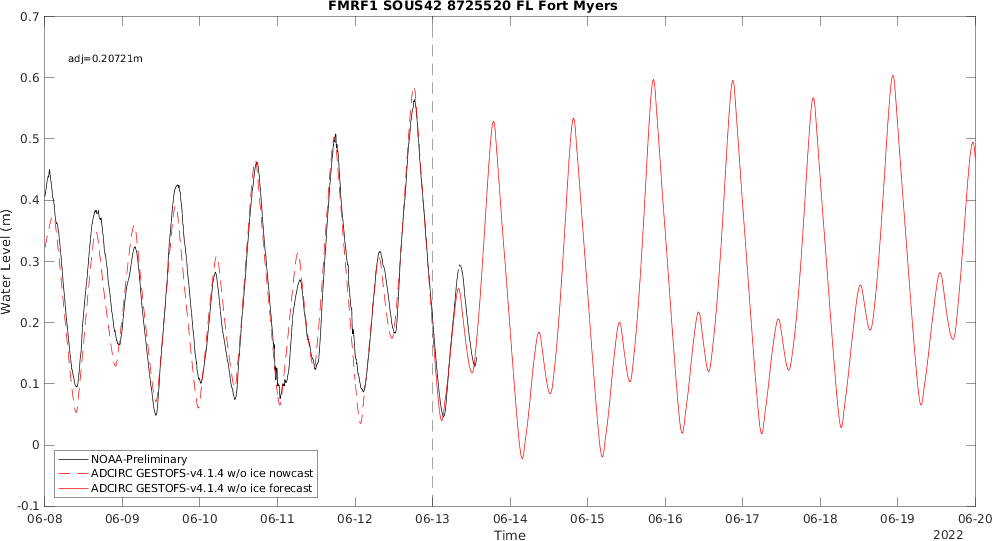 FMRF1 SOUS42 8725520 FL Fort Myers
0.7
adj=0.20721m
0.6
0.5
0.4
0.3
0.2
0.1
0
-0.1
Water Level (m)
NOAA-Preliminary
ADCIRC GESTOFS-v4.1.4 w/o ice nowcast
ADCIRC GESTOFS-v4.1.4 w/o ice forecast
06-08 06-09 06-10 06-11 06-12 06-13 06-14 06-15 06-16 06-17 06-18 06-19 06-20
Time
2022